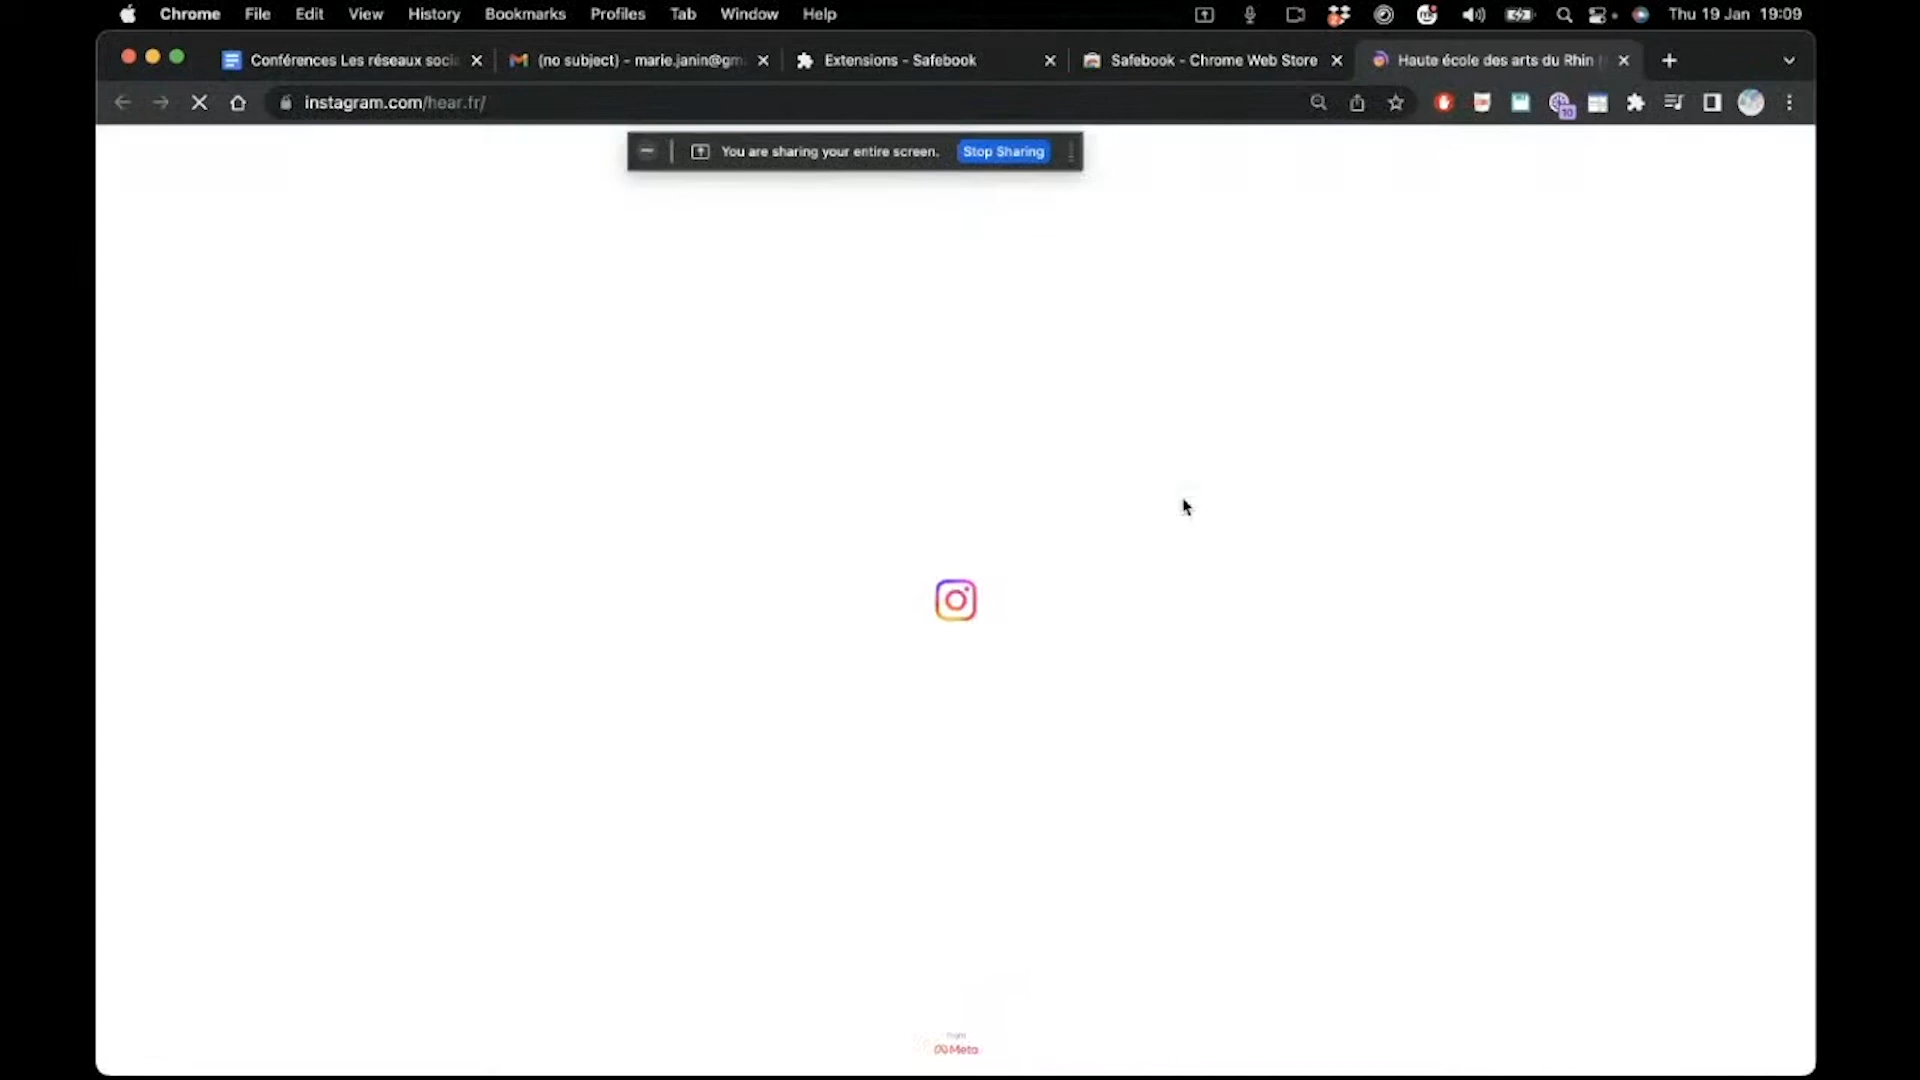 Chrome File Edit View History Bookmarks Profiles Tab Window Help Thu 19 Jan 19:09
Conférences Les réseaux soci (no subject) - marie.janin@gm Extensions - Safebook Safebook - Chrome Web Store Haute école des arts du Rhin
instagram.com/hear.fr/ 10
You are sharing your entire screen. Stop Sharing
Meta